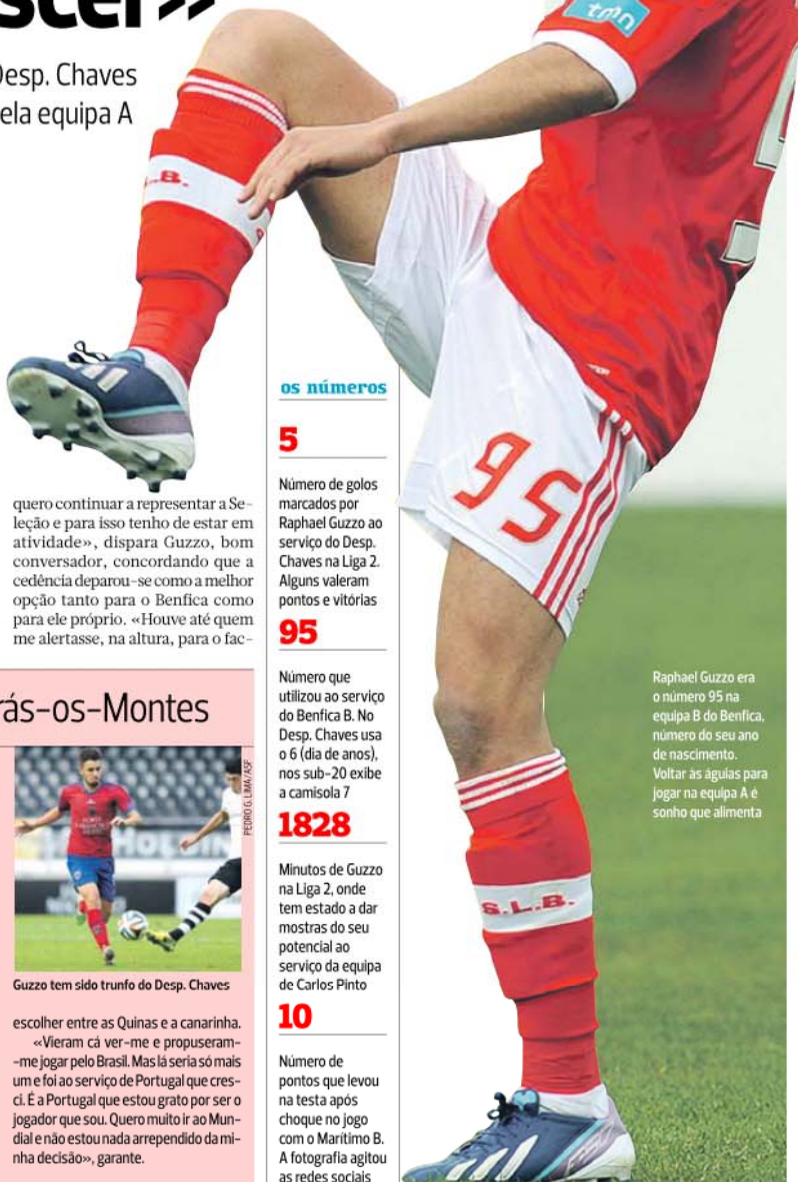 esp. Chaves
ela equipa A
tmn
L.B.
95
S.L.B.
quero continuar a representar a Se-
leção e para isso tenho de estar em
atividade», dispara Guzzo, bom
conversador, concordando que a
cedência deparou-se como a melhor
opção tanto para o Benfica como
para ele próprio. «Houve até quem
me alertasse, na altura, para o fac-
rás-os-Montes
PEDRO G. LIMA/ASF
Guzzo tem sido trunfo do Desp. Chaves
escolher entre as Quinas e a canarinha.
«Vieram cá ver-me e propuseram-
-me jogar pelo Brasil. Mas lá seria só mais
um e foi ao serviço de Portugal que cres-
ci. É a Portugal que estou grato por ser o
jogador que sou. Quero muito ir ao Mun-
dial e não estou nada arrependido da mi-
nha decisão», garante.
os números
5
Número de golos
marcados por
Raphael Guzzo ao
serviço do Desp.
Chaves na Liga 2.
Alguns valeram
pontos e vitórias
95
Número que
utilizou ao serviço
do Benfica B. No
Desp. Chaves usa
o 6 (dia de anos),
nos sub-20 exibe
a camisola 7
1828
Minutos de Guzzo
na Liga 2, onde
tem estado a dar
mostras do seu
potencial ao
serviço da equipa
de Carlos Pinto
10
Número de
pontos que levou
na testa após
choque no jogo
com o Marítimo B.
A fotografia agitou
as redes sociais
Raphael Guzzo era
o número 95 na
equipa B do Benfica,
número do seu ano
de nascimento.
Voltar às águias para
jogar na equipa A é
sonho que alimenta